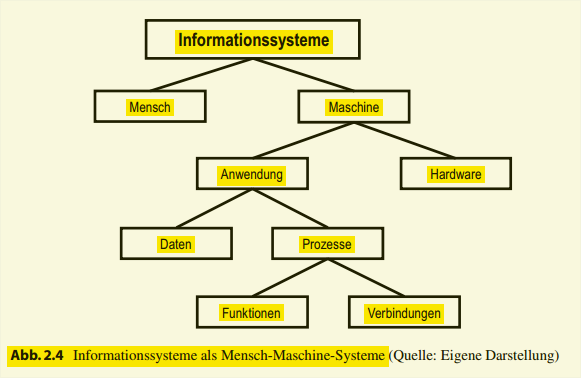 Informationssysteme
Mensch
Maschine
Anwendung
Hardware
Daten
Prozesse
Funktionen
Verbindungen
Abb. 2.4 Informationssysteme als Mensch-Maschine-Systeme (Quelle: Eigene Darstellung)